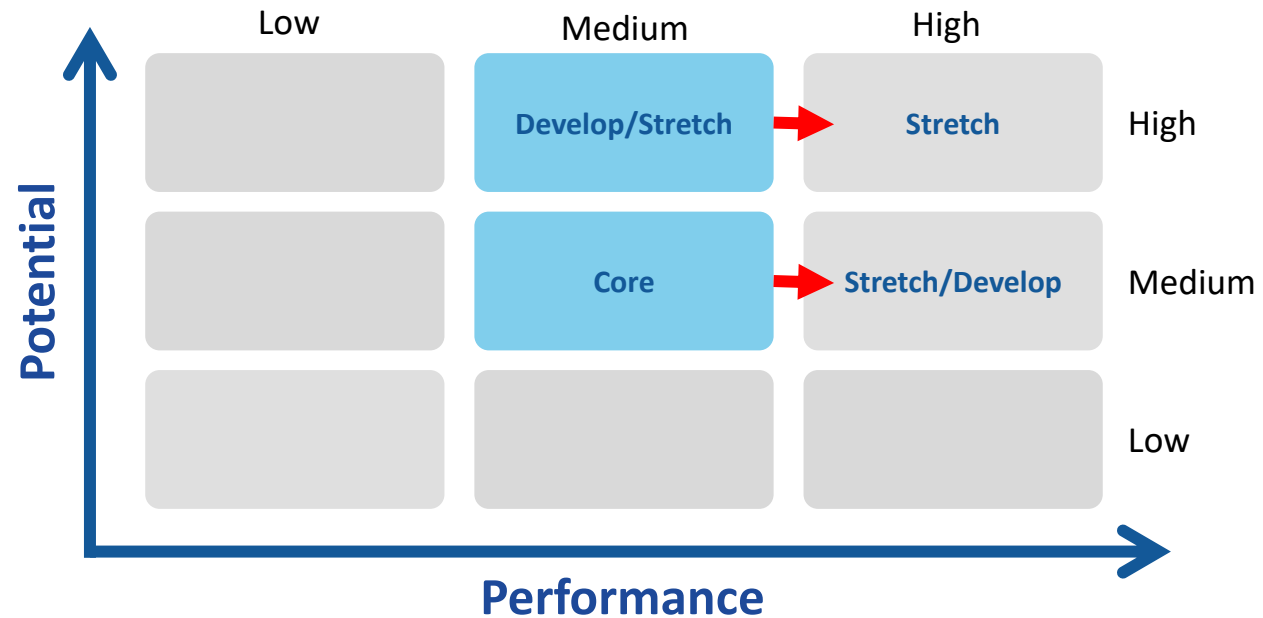 Low
Medium
High
Develop/Stretch
Stretch
High
Potential
Core
Stretch/Develop
Medium
Low
Performance